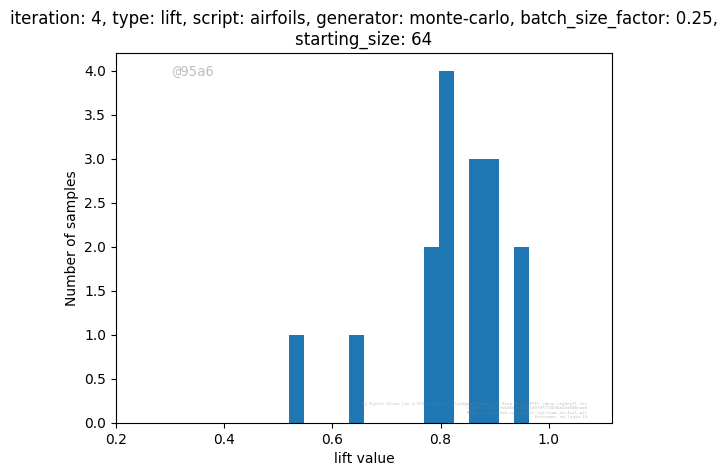 iteration: 4, type: lift, script: airfoils, generator: monte-carlo, batch_size_factor: 0.25,
starting_size: 64
@95a6
4.0
3.5
3.0
2.5
2.0
1.5
1.0
0.5
0.0
Number of samples
0.2
0.4
0.6
0.8
1.0
lift value